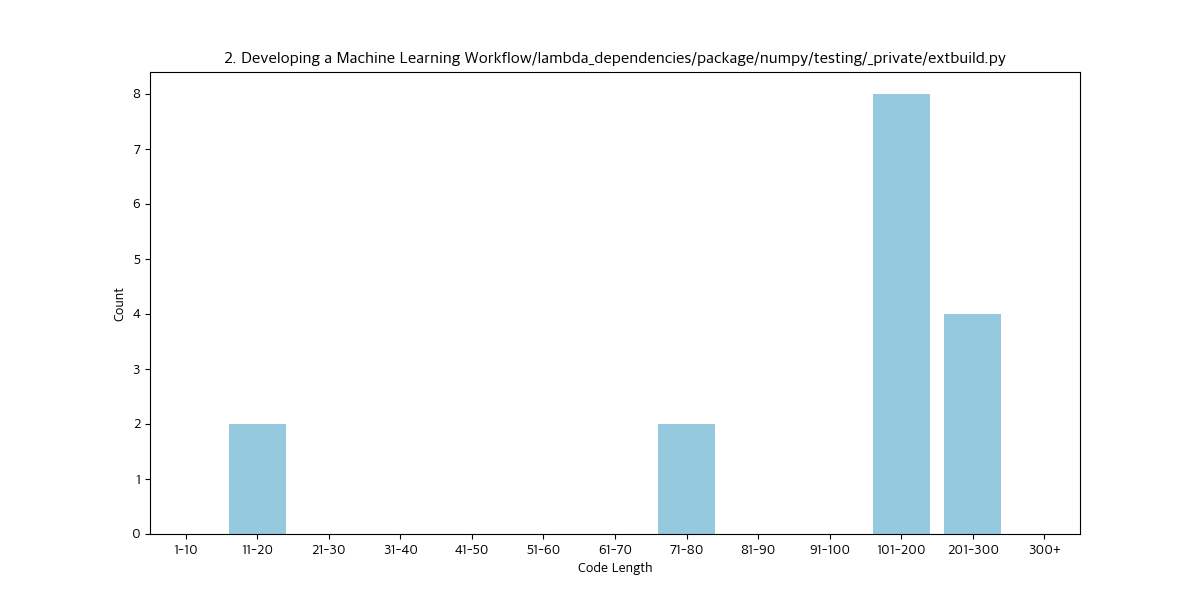 2. Developing a Machine Learning Workflow/lambda_dependencies/package/numpy/testing/_private/extbuild.py
8
7
6
5
4
3
2
1
0
Count
1-10 11-20 21-30 31-40 41-50 51-60 61-70 71-80 81-90 91-100 101-200 201-300 300+
Code Length